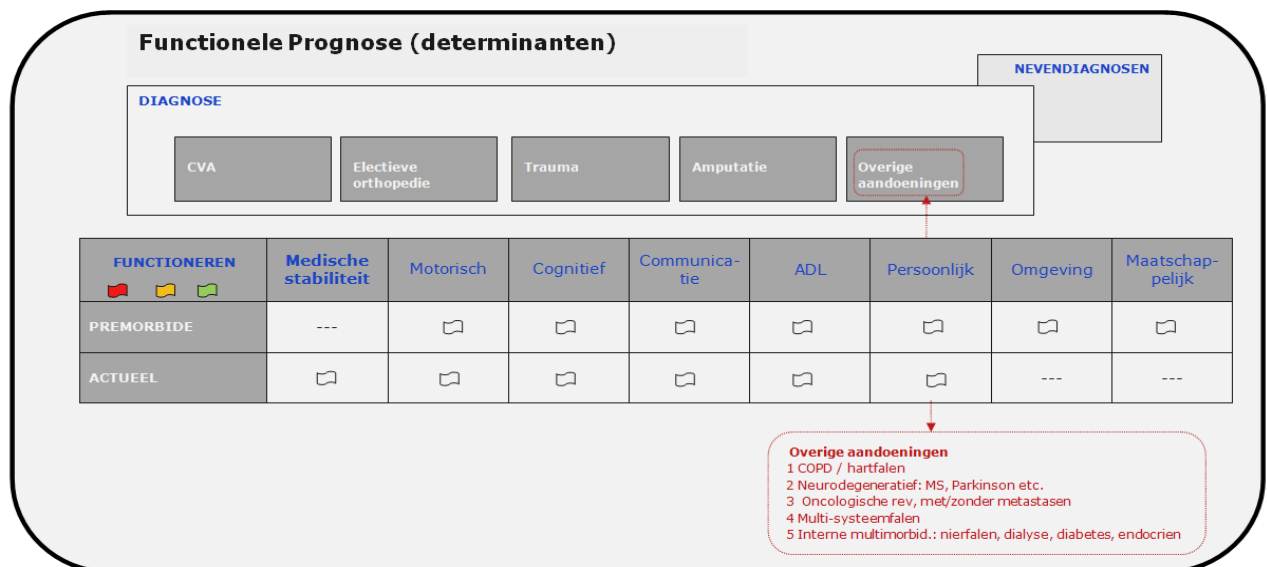 Functionele Prognose (determinanten)
NEVENDIAGNOSEN
DIAGNOSE
CVA
Electieve
orthopedie
Trauma
Amputatie
Overige
aandoeningen
FUNCTIONEREN
Medische
stabiliteit
Motorisch
Cognitief
Communica-
tie
ADL
Persoonlijk
Omgeving
Maatschap-
pelijk
PREMORBIDE
---
ACTUEEL
---
---
Overige aandoeningen
1 COPD / hartfalen
2 Neurodegeneratief: MS, Parkinson etc.
3 Oncologische rev, met/zonder metastasen
4 Multi-systeemfalen
5 Interne multimorbid.: nierfalen, dialyse, diabetes, endocrien